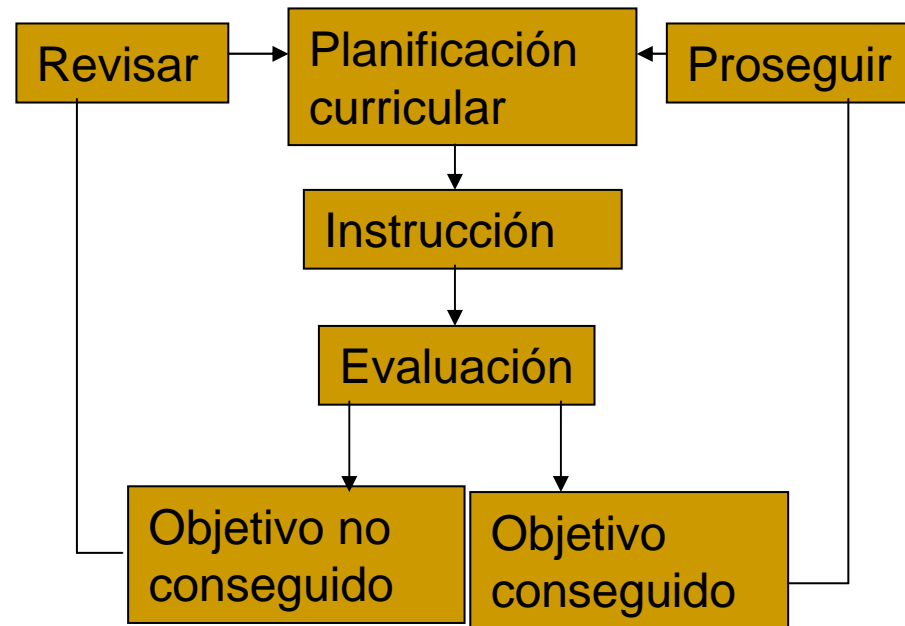 Revisar
Planificación
curricular
Proseguir
Instrucción
Evaluación
Objetivo no
conseguido
Objetivo
conseguido